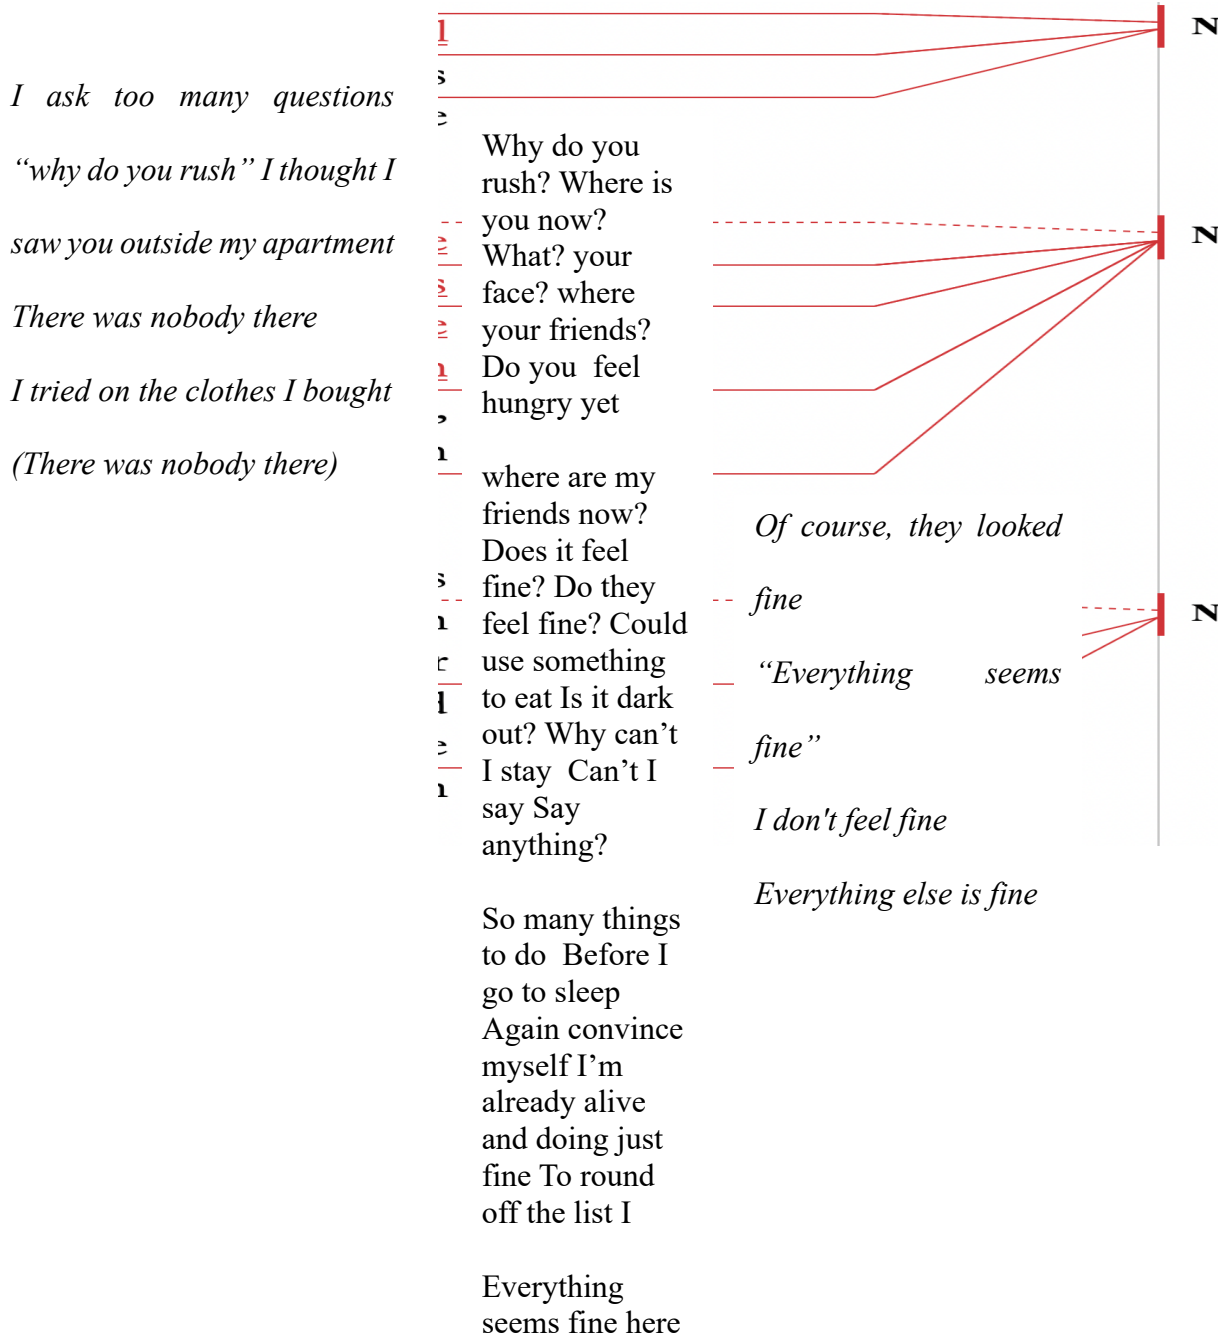 I ask too many questions
“why do you rush” I thought I
saw you outside my apartment
There was nobody there
I tried on the clothes I bought
(There was nobody there)
l
s
e
e
s
e
n
,
n
s
n
r
d
e
n
Why do you
rush? Where is
you now?
What? your
face? where
your friends?
Do you  feel
hungry yet
where are my
friends now?
Does it feel
fine? Do they
feel fine? Could
use something
to eat Is it dark
out? Why can’t
I stay  Can’t I
say Say
anything?
So many things
to do  Before I
go to sleep
Again convince
myself I’m
already alive
and doing just
fine To round
off the list I
Everything
seems fine here
Of course, they looked
fine
“Everything seems
fine”
I don't feel fine
Everything else is fine
N
N
N